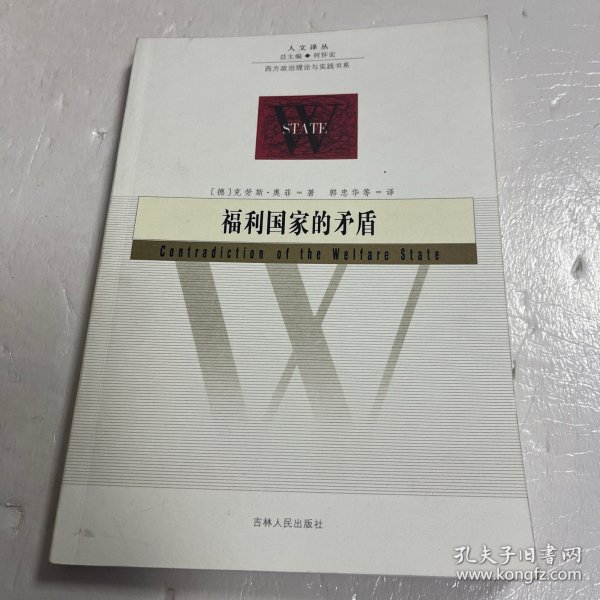 人文译丛
总主编◆何怀宏
西方政治理论与实践书系
W
STATE
[德]克劳斯·奥菲=著 郭忠华等=译
福利国家的矛盾
Contradiction of the Welfare State
W
吉林人民出版社
孔夫子旧书网
www.kongfz.com